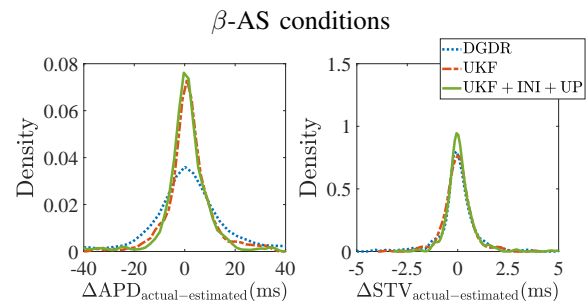 β-AS conditions
DGDR
UKF
UKF + INI + UP
Density
0.08
0.06
0.04
0.02
0
-40 -20 0 20 40
ΔAPD_actual−estimated(ms)
Density
1.5
1
0.5
0
-5 -2.5 0 2.5 5
ΔSTV_actual−estimated(ms)